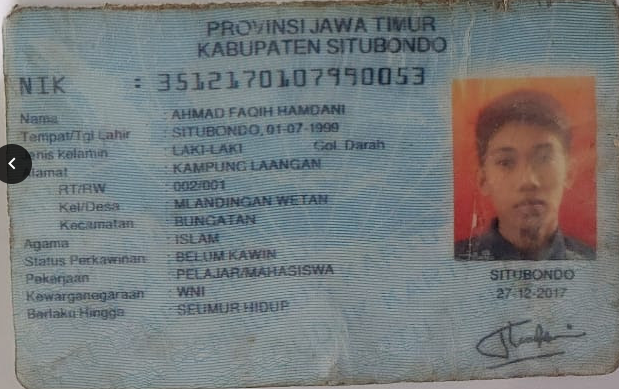 PROVINSI JAWA TIMUR
KABUPATEN SITUBONDO
NIK : 3512170107990053
Nama : AHMAD FAQIH HAMDANI
Tempat/Tgl Lahir : SITUBONDO, 01-07-1999
Jenis kelamin : LAKI-LAKI Gol. Darah
Alamat : KAMPUNG LAANGAN
RT/RW : 002/001
Kel/Desa : MLANDINGAN WETAN
Kecamatan : BUNGATAN
Agama : ISLAM
Status Perkawinan : BELUM KAWIN
Pekerjaan : PELAJAR/MAHASISWA
Kewarganegaraan : WNI
Berlaku Hingga : SEUMUR HIDUP
SITUBONDO
27-12-2017